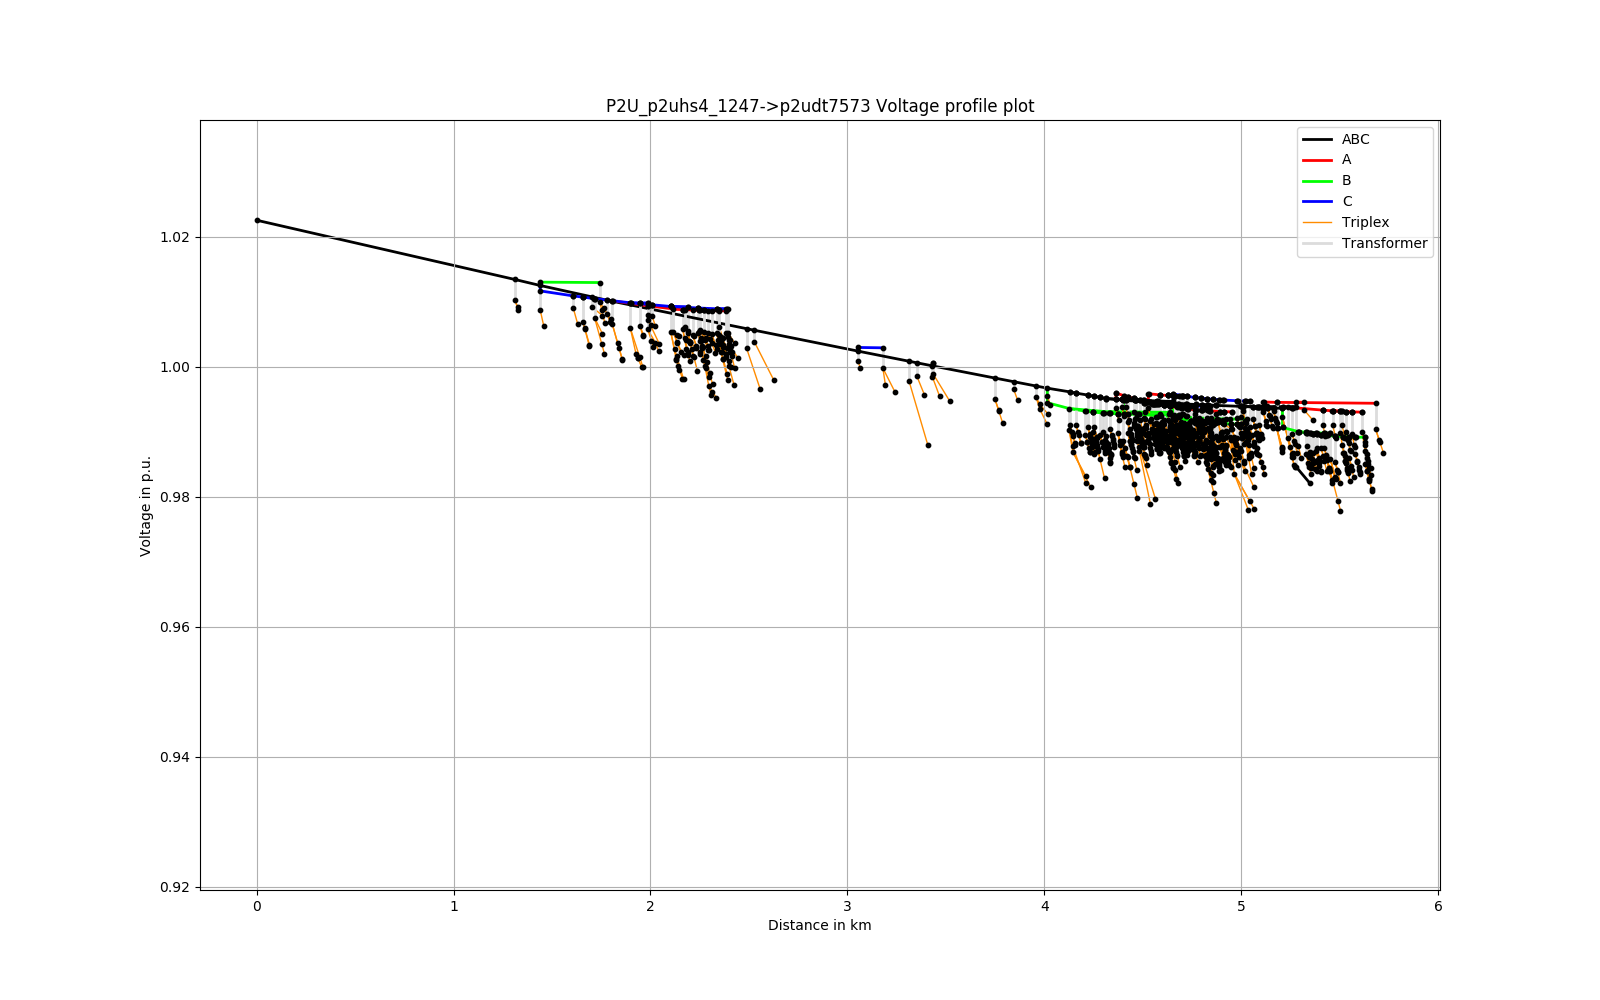 P2U_p2uhs4_1247->p2udt7573 Voltage profile plot
ABC
A
B
C
Triplex
Transformer
Voltage in p.u.
1.02
1.00
0.98
0.96
0.94
0.92
0 1 2 3 4 5 6
Distance in km